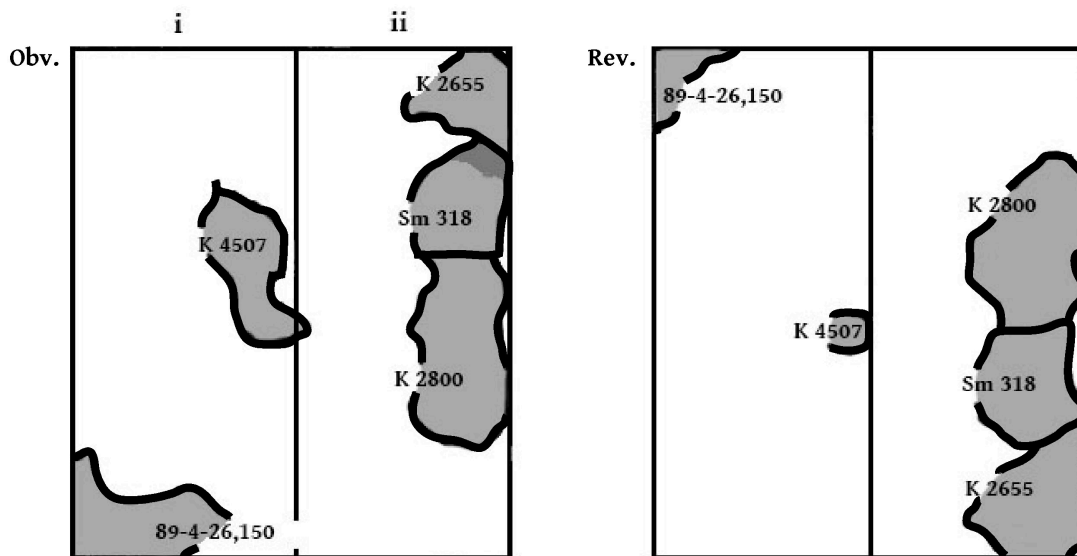 i ii
Obv.
K 2655
Sm 318
K 4507
K 2800
89-4-26,150
Rev.
89-4-26,150
K 2800
K 4507
Sm 318
K 2655